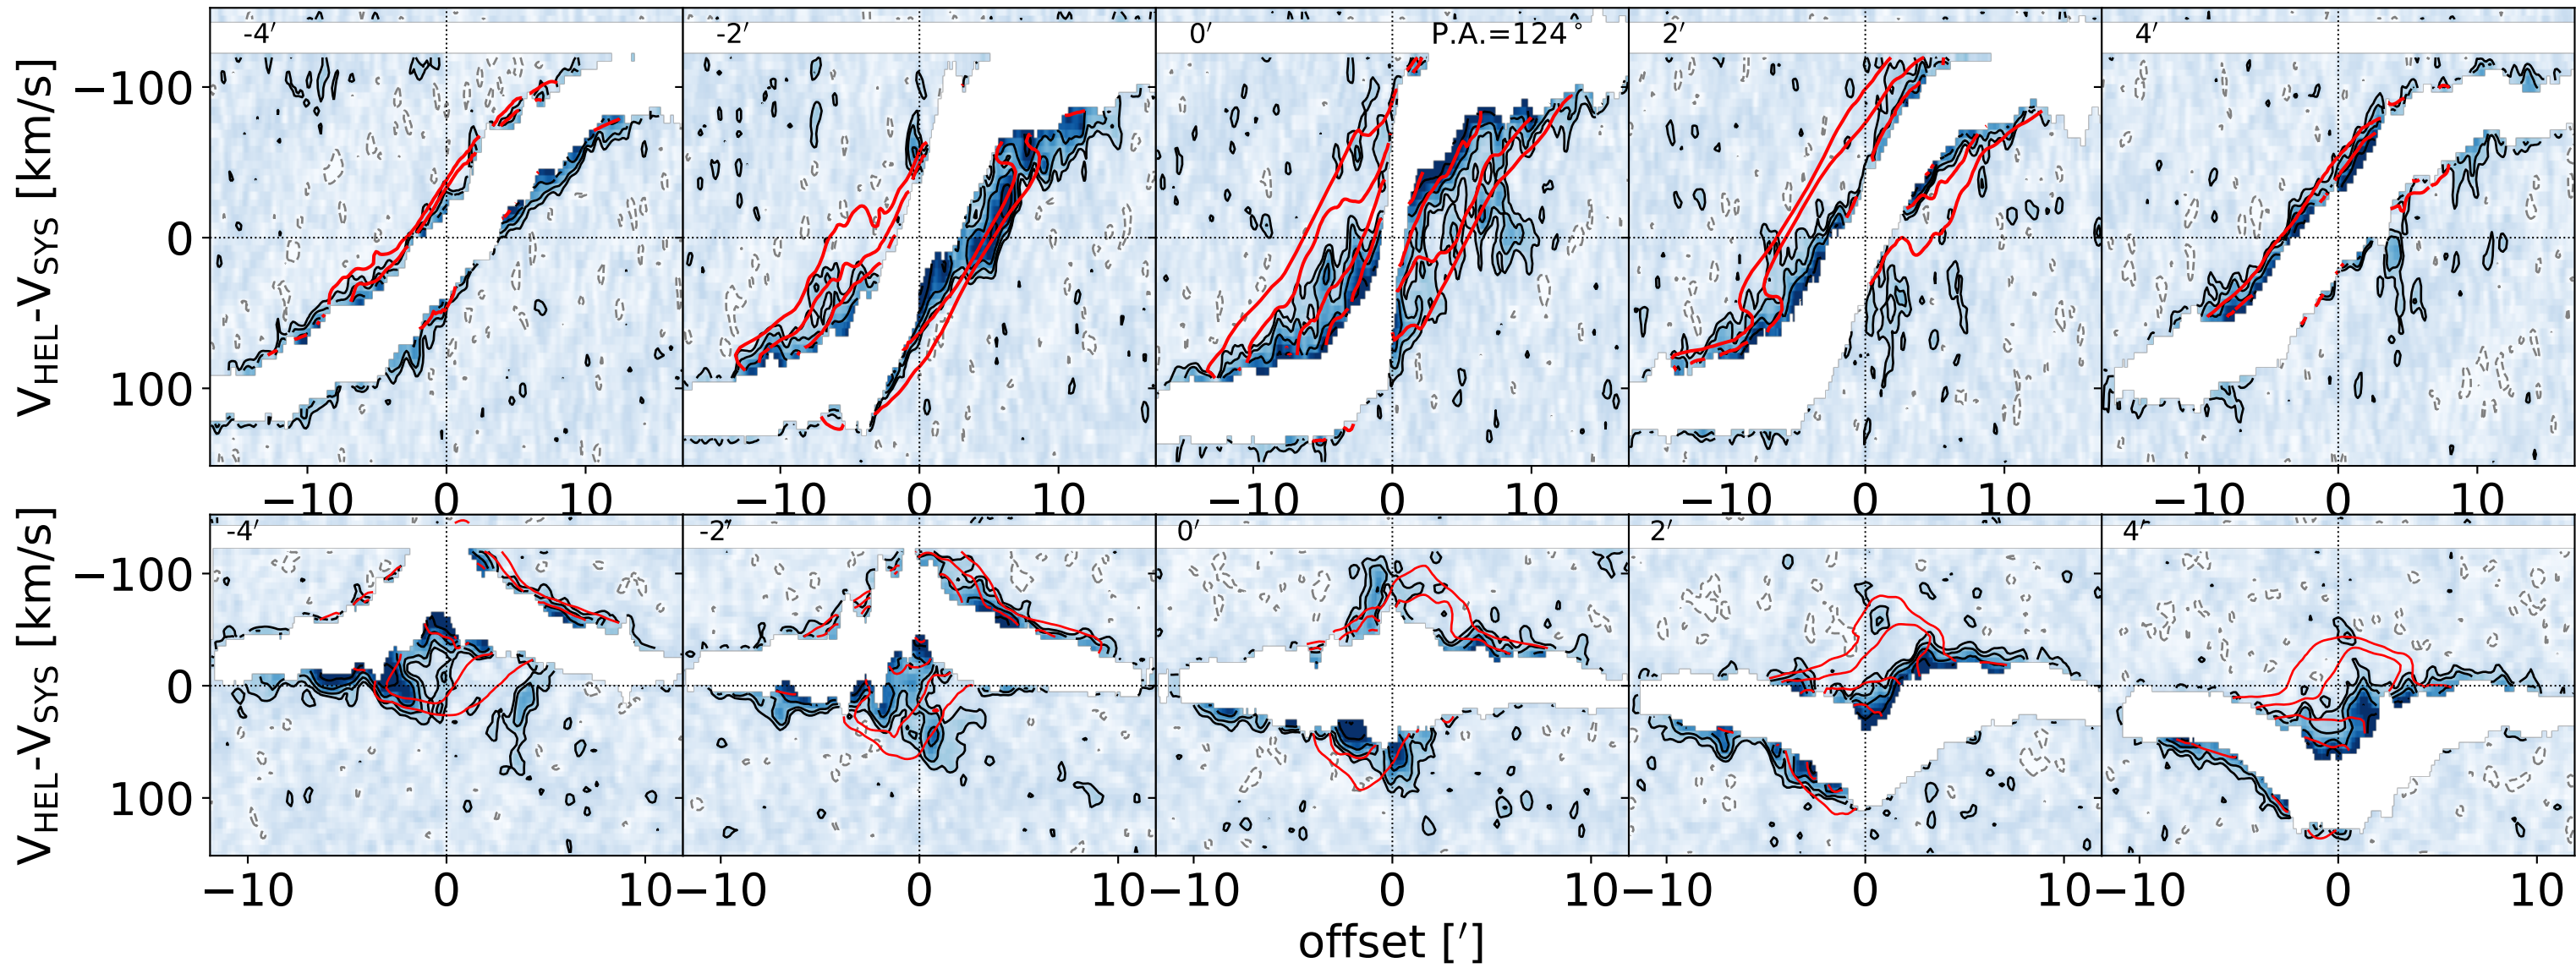 -4′ -2′ 0′ P.A.=124° 2′ 4′
−100
0
100
V_HEL-V_SYS [km/s]
−10 0 10 −10 0 10 −10 0 10 −10 0 10 −10 0 10
-4′ -2′ 0′ 2′ 4′
−100
0
100
V_HEL-V_SYS [km/s]
−10 0 10 −10 0 10 −10 0 10 −10 0 10 −10 0 10
offset [′]